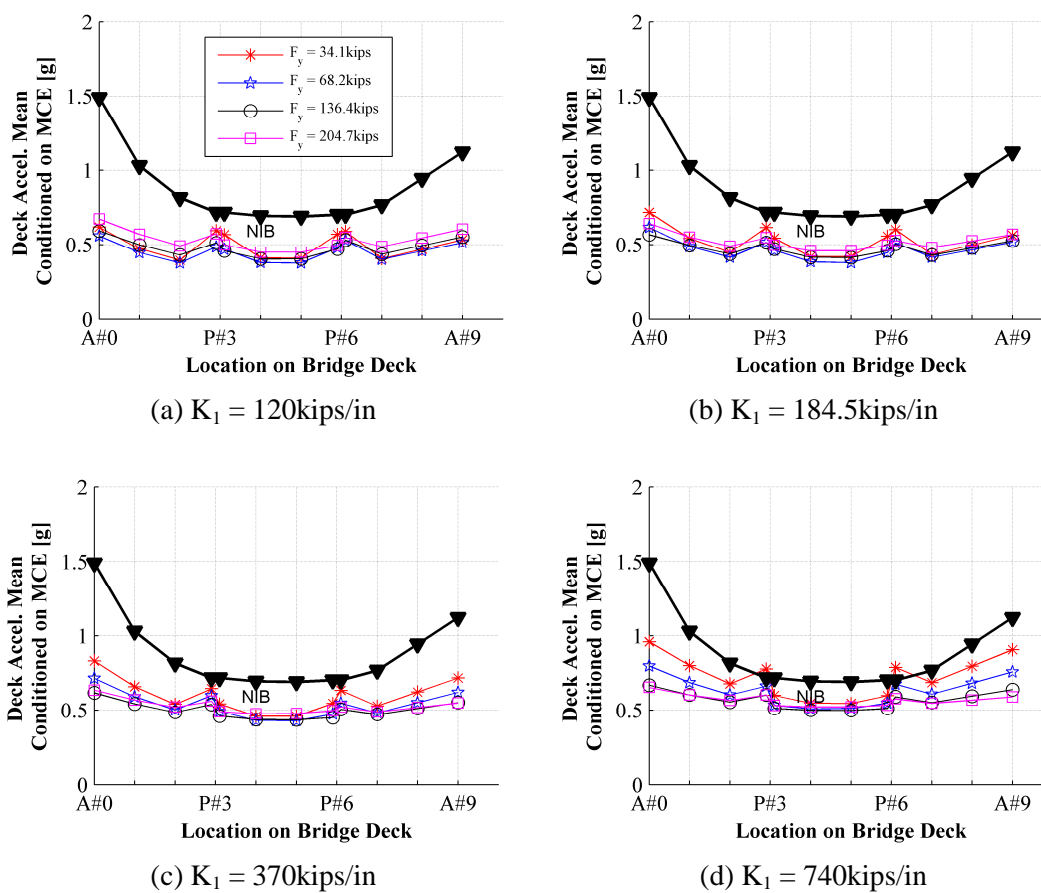 2
1.5
1
0.5
0
Deck Accel. Mean
Conditioned on MCE [g]
F_y = 34.1kips
F_y = 68.2kips
F_y = 136.4kips
F_y = 204.7kips
NIB
A#0 P#3 P#6 A#9
Location on Bridge Deck
(a) K₁ = 120kips/in
2
1.5
1
0.5
0
Deck Accel. Mean
Conditioned on MCE [g]
NIB
A#0 P#3 P#6 A#9
Location on Bridge Deck
(b) K₁ = 184.5kips/in
2
1.5
1
0.5
0
Deck Accel. Mean
Conditioned on MCE [g]
NIB
A#0 P#3 P#6 A#9
Location on Bridge Deck
(c) K₁ = 370kips/in
2
1.5
1
0.5
0
Deck Accel. Mean
Conditioned on MCE [g]
NIB
A#0 P#3 P#6 A#9
Location on Bridge Deck
(d) K₁ = 740kips/in